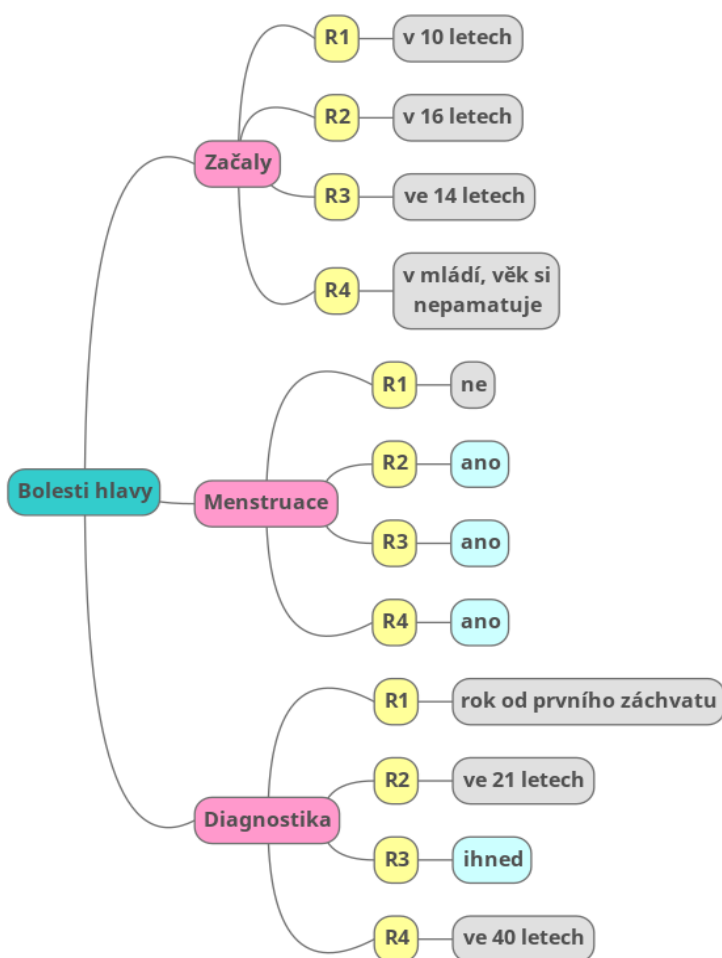 Bolesti hlavy
Začaly
R1
v 10 letech
R2
v 16 letech
R3
ve 14 letech
R4
v mládí, věk si
nepamatuje
Menstruace
R1
ne
R2
ano
R3
ano
R4
ano
Diagnostika
R1
rok od prvního záchvatu
R2
ve 21 letech
R3
ihned
R4
ve 40 letech